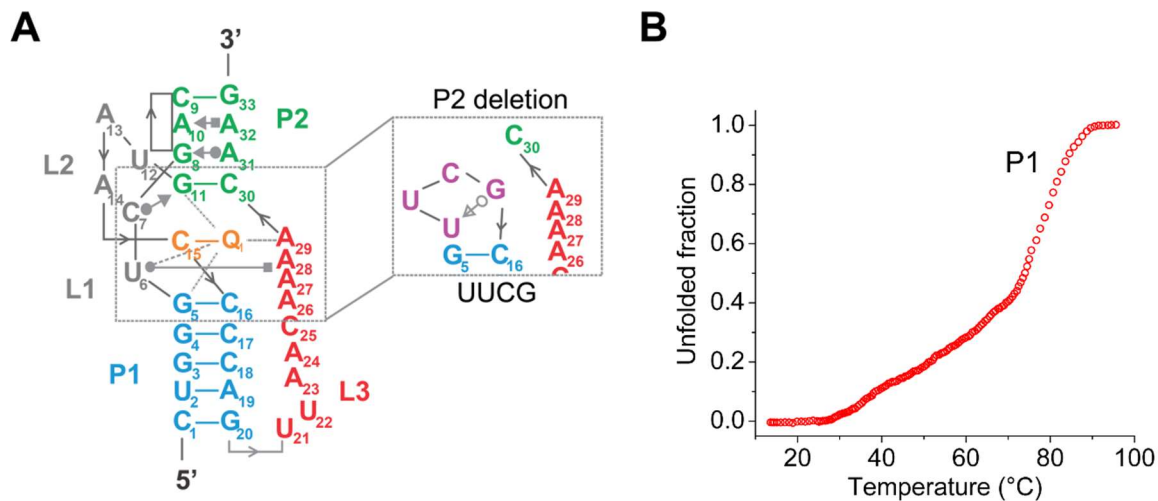 A
B
3’
C9 — G33
A10 A32
P2
G8 A31
G11 — C30
A13
U12
L2
A14
C7
C15 — Q1
A29
A28
U6
A27
L1
A26
G5 — C16
C25
G4 — C17
A24
G3 — C18
P1
A23
L3
U2 — A19
U22
C1 — G20
U21
5’
P2 deletion
C30
C
U G
A29
U
A28
A27
G5 — C16
A26
UUCG
Unfolded fraction
1.0
0.8
0.6
0.4
0.2
0.0
P1
20 40 60 80 100
Temperature (°C)